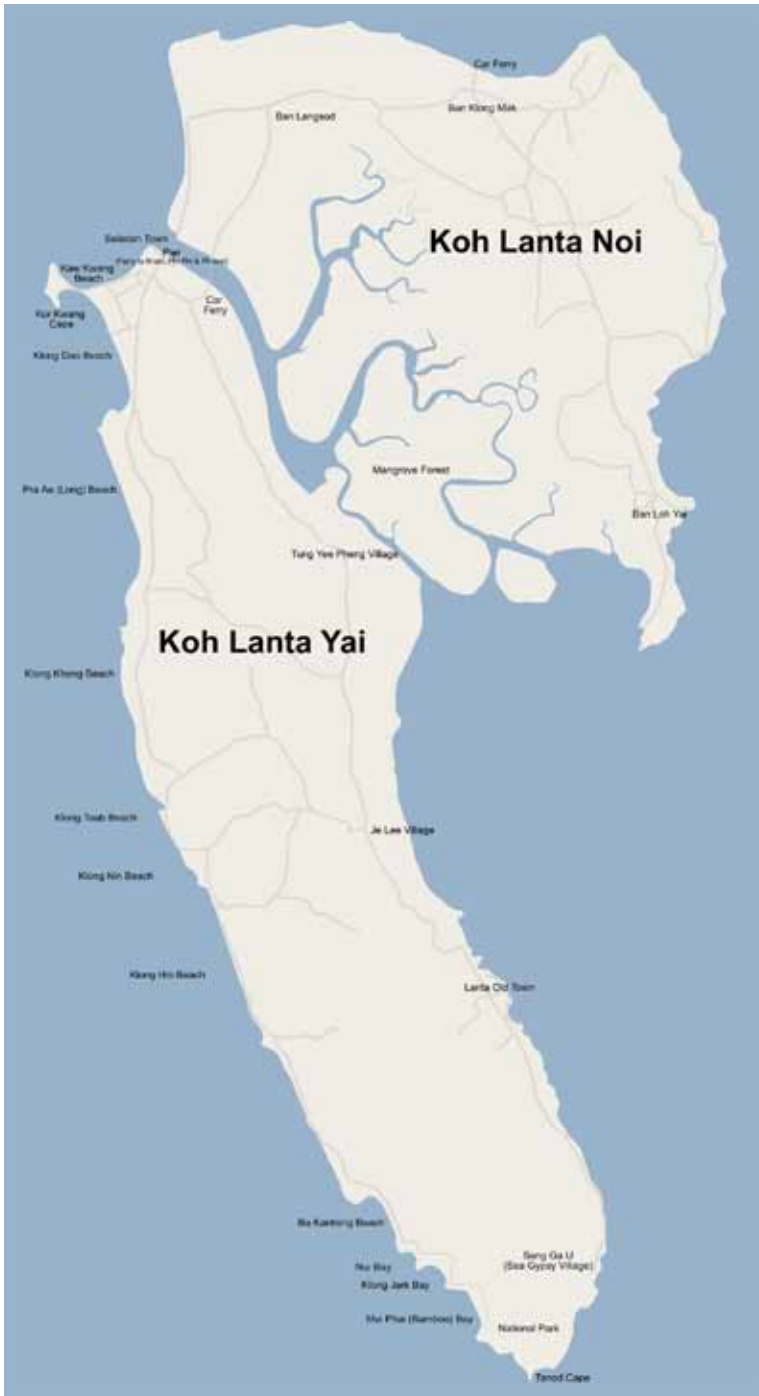 Car Ferry
Ban Klong Mak
Ban Langsod
Koh Lanta Noi
Saladan Town
Pier
Kaw Kwang
Beach
Car
Ferry
Kwang
Cape
Klong Dao Beach
Mangrove Forest
Pra Ae (Long) Beach
Ban Loh Yai
Tung Yee Pheng Village
Koh Lanta Yai
Klong Khong Beach
Klong Toab Beach
Je Lee Village
Klong Nin Beach
Klong Hin Beach
Lanta Old Town
Ba Kantiang Beach
Sang Ga U
(Sea Gypsy Village)
Nui Bay
Klong Jark Bay
Mai Phai (Bamboo) Bay
National Park
Tanod Cape